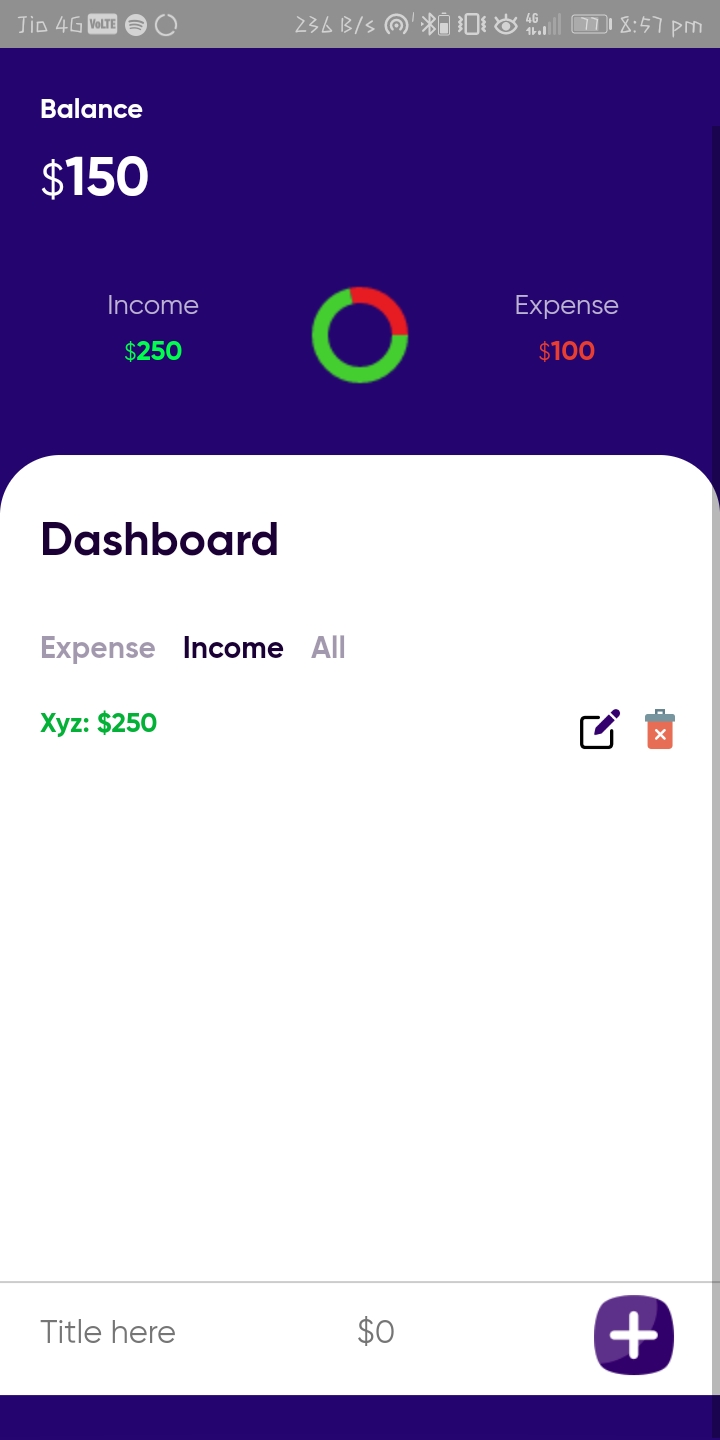 Jio 4G VoLTE 236 B/s 4G 77 8:57 pm
Balance
$150
Income Expense
$250 $100
Dashboard
Expense Income All
Xyz: $250
Title here $0